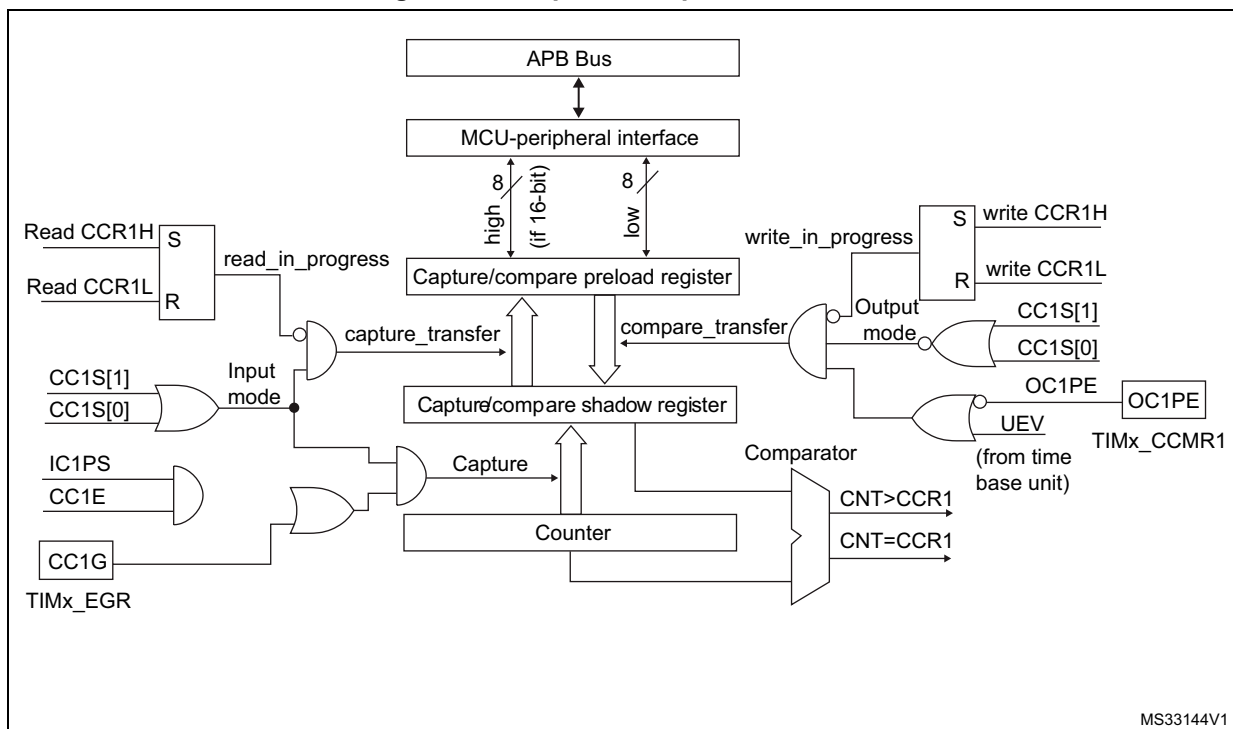 APB Bus
MCU-peripheral interface
8
high
(if 16-bit)
8
low
Read CCR1H
Read CCR1L
S
R
read_in_progress
write_in_progress
S
R
write CCR1H
write CCR1L
Capture/compare preload register
capture_transfer
compare_transfer
Output
mode
CC1S[1]
CC1S[0]
CC1S[1]
CC1S[0]
Input
mode
Capture/compare shadow register
OC1PE
OC1PE
UEV
(from time
base unit)
TIMx_CCMR1
IC1PS
CC1E
Capture
Comparator
CNT>CCR1
CNT=CCR1
Counter
CC1G
TIMx_EGR
MS33144V1